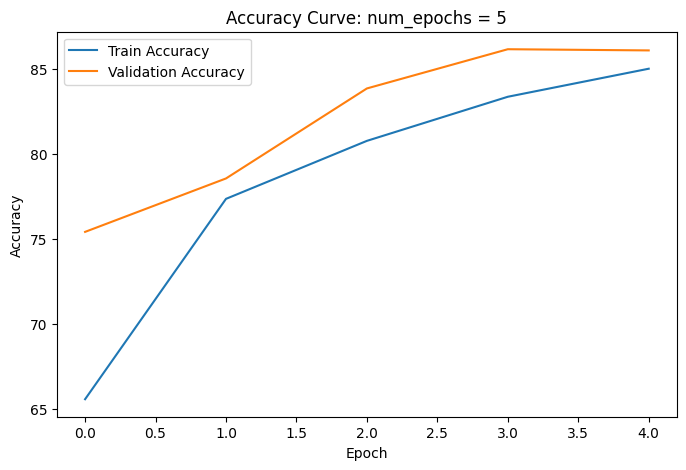 Accuracy Curve: num_epochs = 5
Train Accuracy
Validation Accuracy
85
80
75
70
65
Accuracy
0.0 0.5 1.0 1.5 2.0 2.5 3.0 3.5 4.0
Epoch